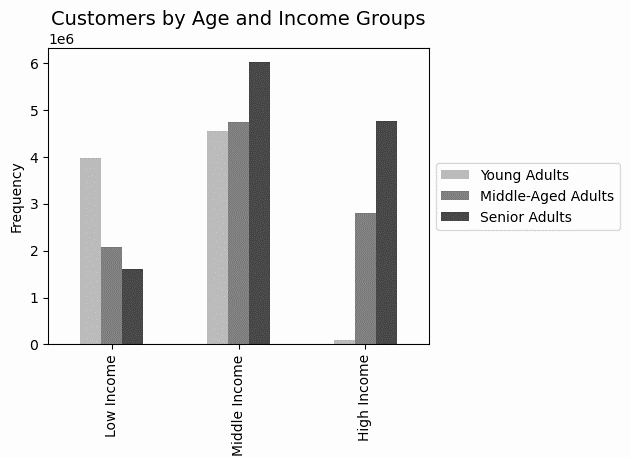 Customers by Age and Income Groups
1e6
6
5
4
3
2
1
0
Frequency
Low Income
Middle Income
High Income
Young Adults
Middle-Aged Adults
Senior Adults